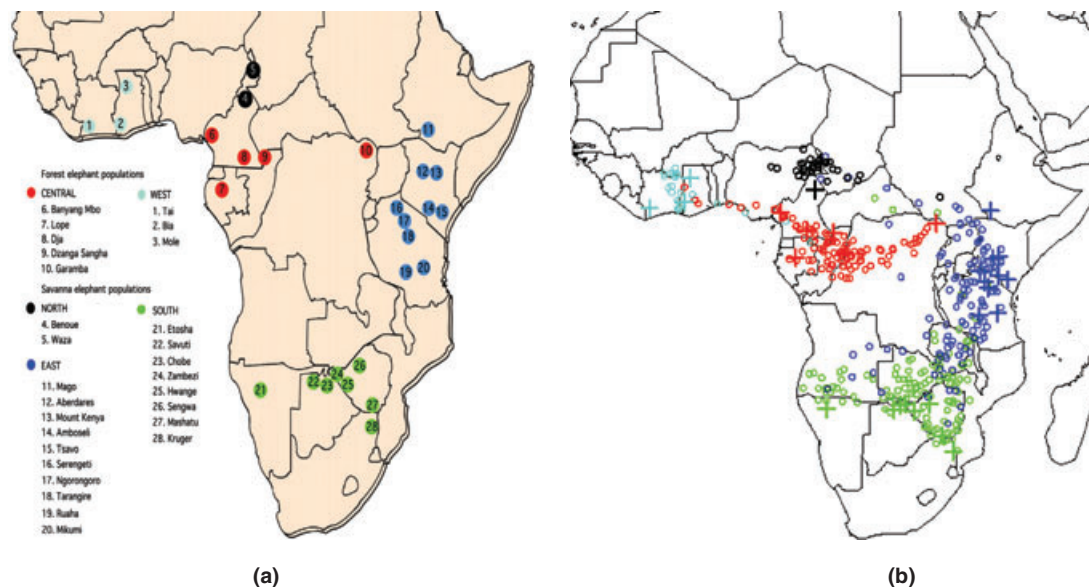 5
3
4
1
2
6
11
8
9
10
12 13
7
16
14 15
17
18
19
20
Forest elephant populations
CENTRAL
6. Banyang Mbo
7. Lope
8. Dja
9. Dzanga Sangha
10. Garamba
WEST
1. Tai
2. Bia
3. Mole
Savanna elephant populations
NORTH
4. Benoue
5. Waza
EAST
11. Mago
12. Aberdares
13. Mount Kenya
14. Amboseli
15. Tsavo
16. Serengeti
17. Ngorongoro
18. Tarangire
19. Ruaha
20. Mikumi
SOUTH
21. Etosha
22. Savuti
23. Chobe
24. Zambezi
25. Hwange
26. Sengwa
27. Mashatu
28. Kruger
26
24
22
23
25
21
27
28
(a)
(b)